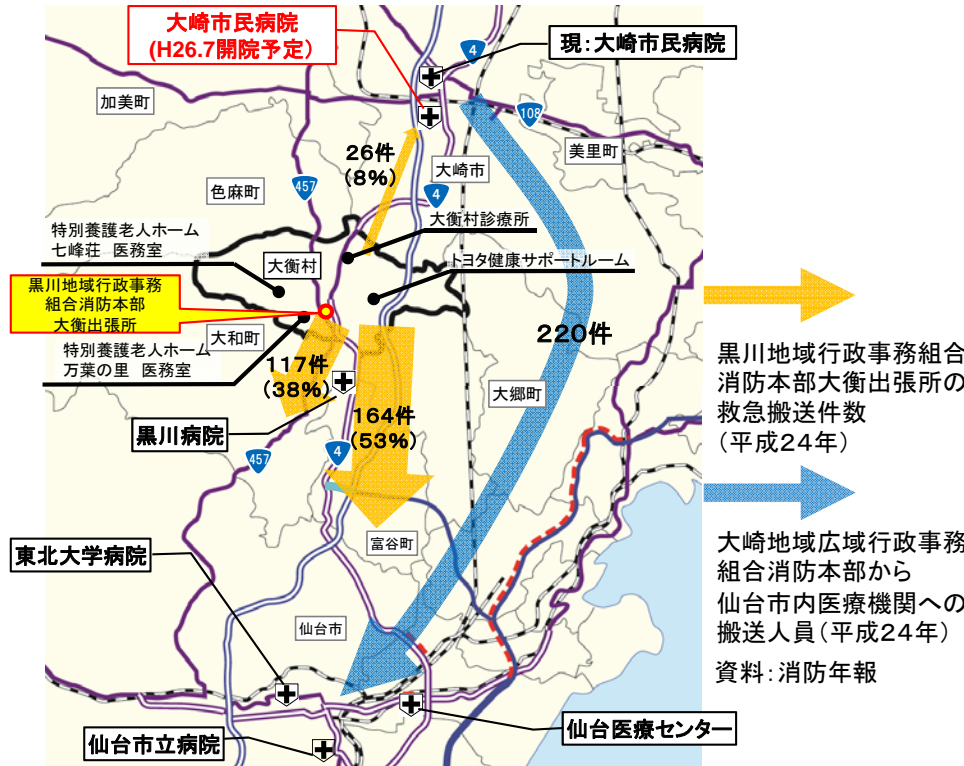 大崎市民病院
(H26.7開院予定)
現:大崎市民病院
4
加美町
108
美里町
26件
(8%)
大崎市
色麻町
457
4
大衡村診療所
特別養護老人ホーム
七峰荘 医務室
大衡村
トヨタ健康サポートルーム
黒川地域行政事務
組合消防本部
大衡出張所
大和町
特別養護老人ホーム
万葉の里 医務室
117件
(38%)
220件
大郷町
164件
(53%)
黒川病院
457
4
富谷町
東北大学病院
仙台市
仙台医療センター
仙台市立病院
黒川地域行政事務組合
消防本部大衡出張所の
救急搬送件数
(平成24年)
大崎地域広域行政事務
組合消防本部から
仙台市内医療機関への
搬送人員(平成24年)
資料:消防年報